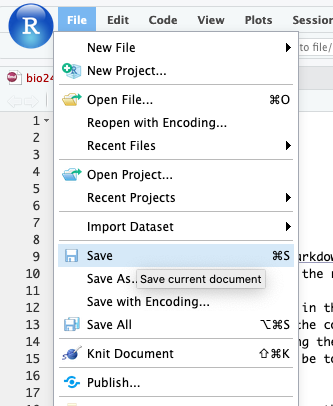 R File Edit Code View Plots Session
to file/
bio24
New File
New Project...
Open File... ⌘O
Reopen with Encoding...
Recent Files
Open Project...
Recent Projects
Import Dataset
Save ⌘S
Save As... Save current document
Save with Encoding...
Save All ⌥⌘S
Knit Document ⇧⌘K
Publish...
1
2
3
4
5
6
7
8
9 arkdow
10 the r
11
12 in th
13 the co
14 ng the
15 be to
16
17
18